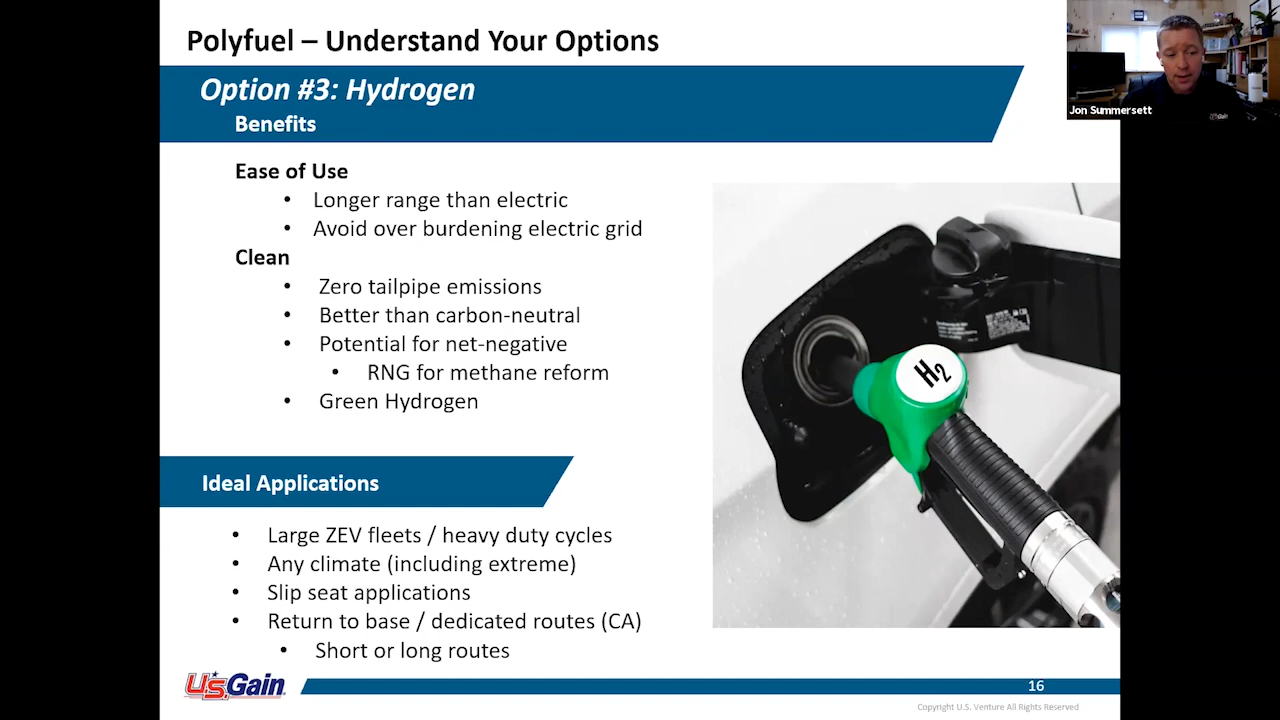 Polyfuel – Understand Your Options
Option #3: Hydrogen
Benefits
Jon Summersett
Ease of Use
• Longer range than electric
• Avoid over burdening electric grid
Clean
• Zero tailpipe emissions
• Better than carbon-neutral
• Potential for net-negative
• RNG for methane reform
• Green Hydrogen
H2
Ideal Applications
• Large ZEV fleets / heavy duty cycles
• Any climate (including extreme)
• Slip seat applications
• Return to base / dedicated routes (CA)
• Short or long routes
U.S. Gain
16
Copyright U.S. Venture All Rights Reserved